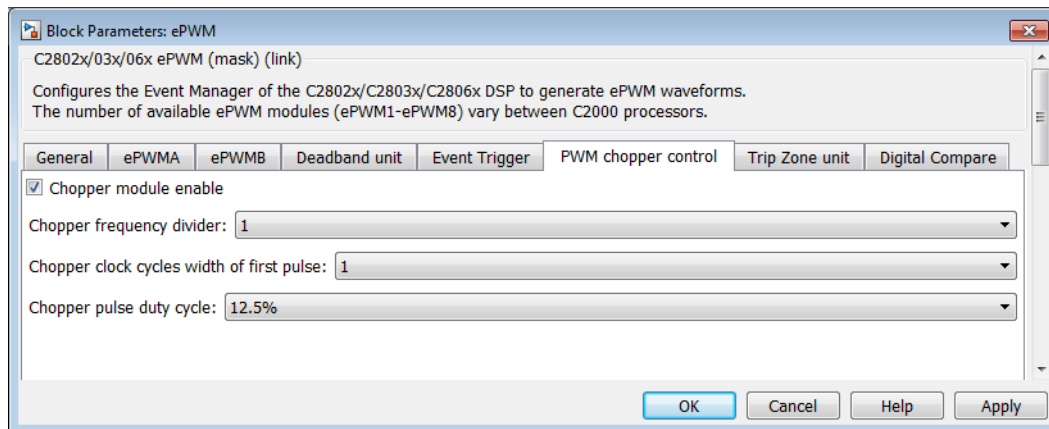 Block Parameters: ePWM
C2802x/03x/06x ePWM (mask) (link)
Configures the Event Manager of the C2802x/C2803x/C2806x DSP to generate ePWM waveforms.
The number of available ePWM modules (ePWM1-ePWM8) vary between C2000 processors.
General ePWMA ePWMB Deadband unit Event Trigger PWM chopper control Trip Zone unit Digital Compare
Chopper module enable
Chopper frequency divider: 1
Chopper clock cycles width of first pulse: 1
Chopper pulse duty cycle: 12.5%
OK Cancel Help Apply